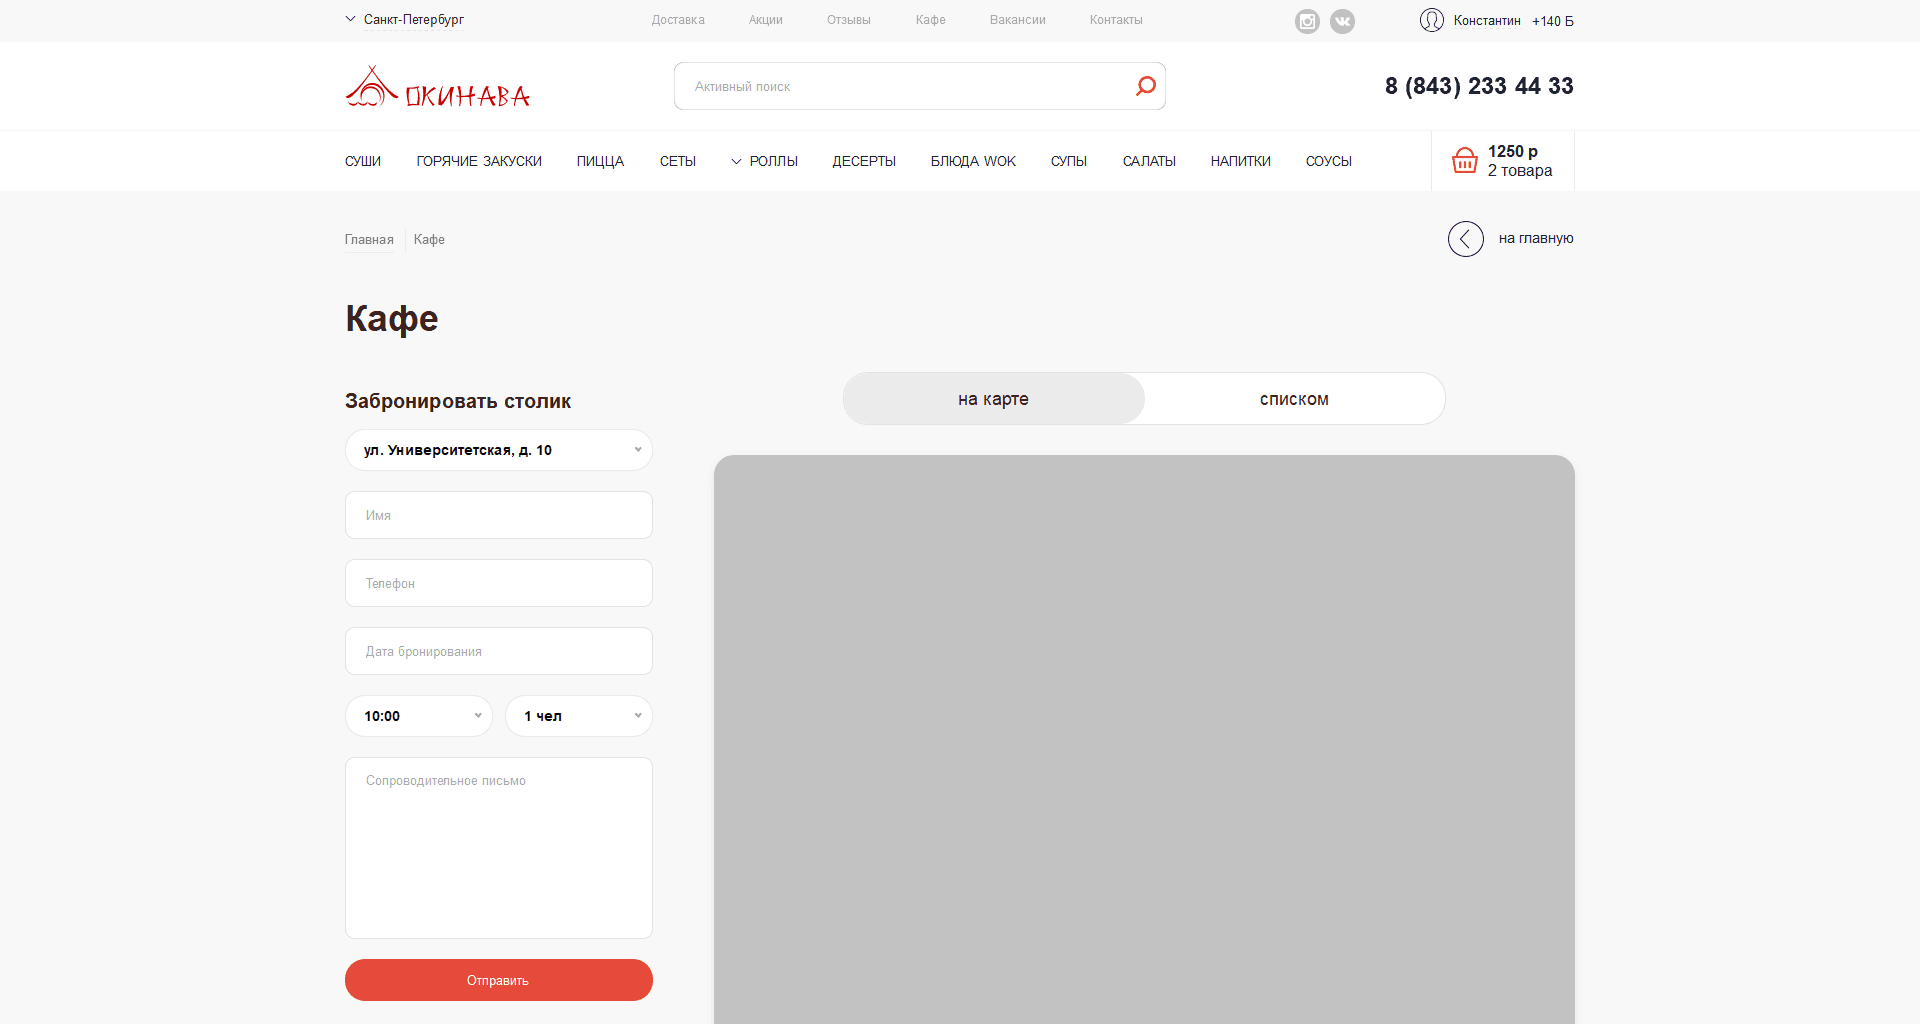 Санкт-Петербург
Доставка
Акции
Отзывы
Кафе
Вакансии
Контакты
Константин
+140 Б
ОКИНАВА
Активный поиск
8 (843) 233 44 33
СУШИ
ГОРЯЧИЕ ЗАКУСКИ
ПИЦЦА
СЕТЫ
РОЛЛЫ
ДЕСЕРТЫ
БЛЮДА WOK
СУПЫ
САЛАТЫ
НАПИТКИ
СОУСЫ
1250 р
2 товара
Главная
Кафе
на главную
Кафе
Забронировать столик
на карте
списком
ул. Университетская, д. 10
Имя
Телефон
Дата бронирования
10:00
1 чел
Сопроводительное письмо
Отправить